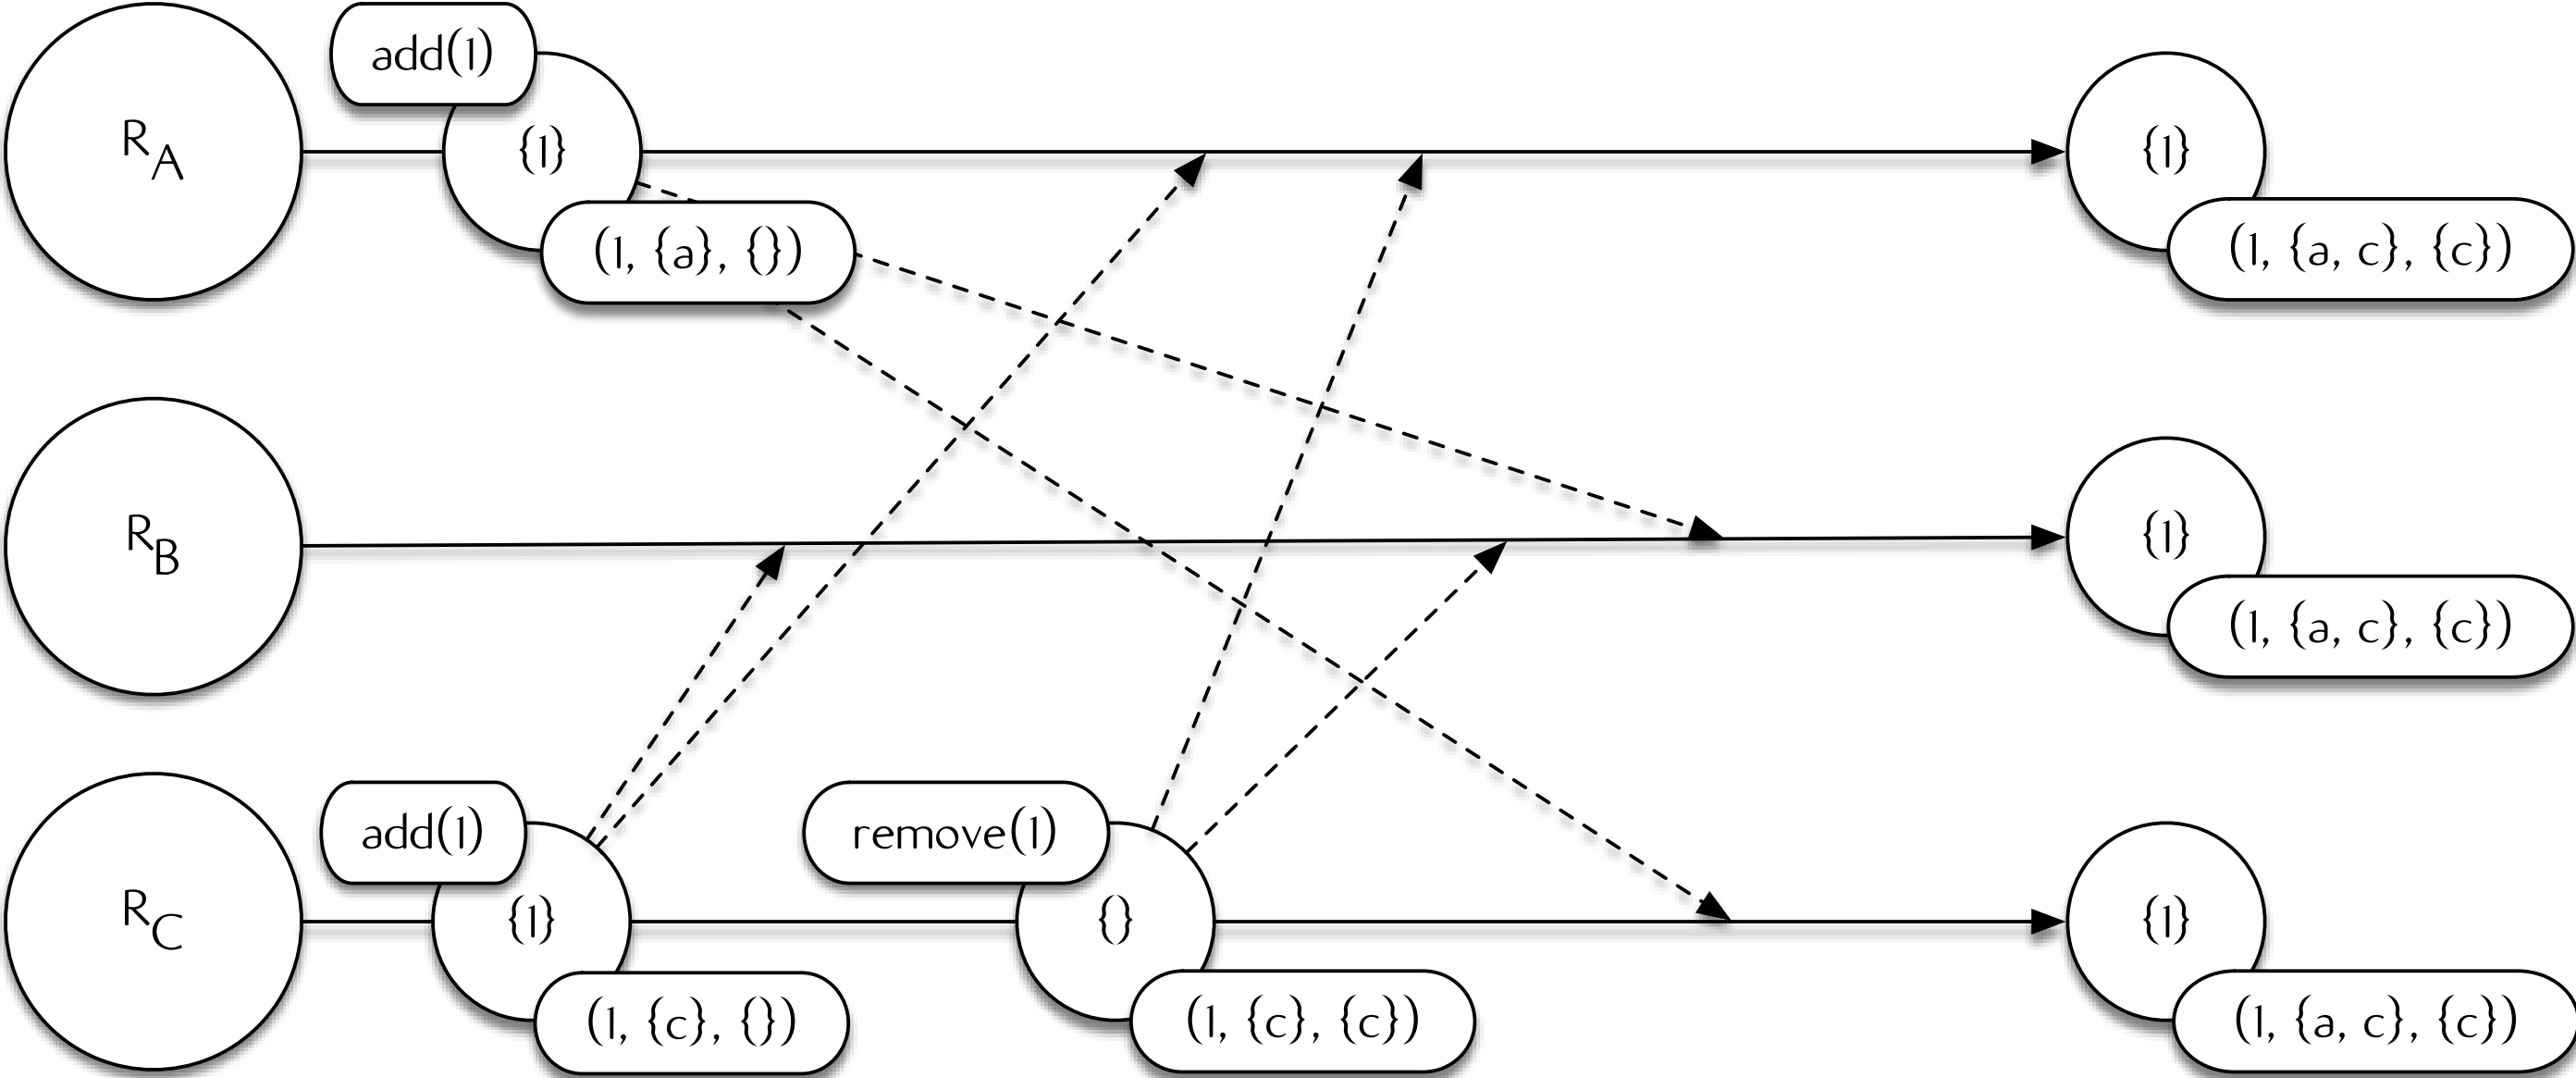 add(1)
R_A
{1}
{1}
(1, {a}, {})
(1, {a, c}, {c})
R_B
{1}
(1, {a, c}, {c})
add(1)
remove(1)
R_C
{1}
{}
{1}
(1, {c}, {})
(1, {c}, {c})
(1, {a, c}, {c})